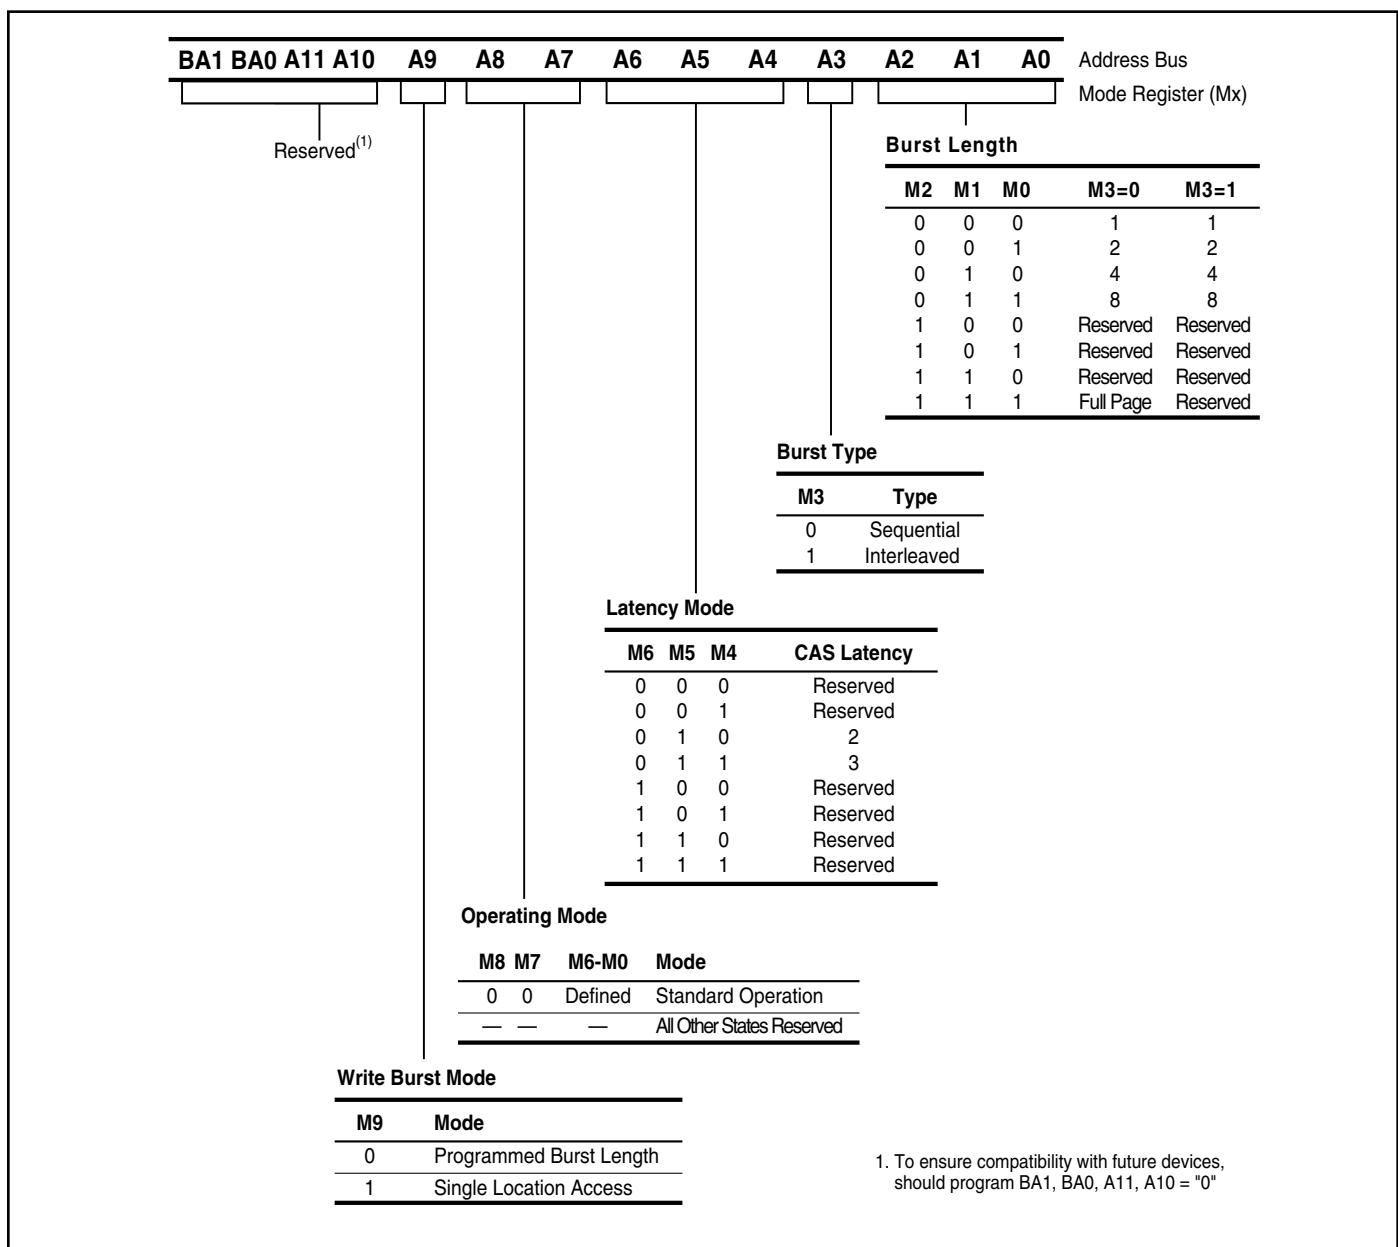 BA1 BA0 A11 A10 A9 A8 A7 A6 A5 A4 A3 A2 A1 A0 Address Bus
Mode Register (Mx)
Reserved(1)
Burst Length
M2 M1 M0 M3=0 M3=1
0 0 0 1 1
0 0 1 2 2
0 1 0 4 4
0 1 1 8 8
1 0 0 Reserved Reserved
1 0 1 Reserved Reserved
1 1 0 Reserved Reserved
1 1 1 Full Page Reserved
Burst Type
M3 Type
0 Sequential
1 Interleaved
Latency Mode
M6 M5 M4 CAS Latency
0 0 0 Reserved
0 0 1 Reserved
0 1 0 2
0 1 1 3
1 0 0 Reserved
1 0 1 Reserved
1 1 0 Reserved
1 1 1 Reserved
Operating Mode
M8 M7 M6-M0 Mode
0 0 Defined Standard Operation
— — — All Other States Reserved
Write Burst Mode
M9 Mode
0 Programmed Burst Length
1 Single Location Access
1. To ensure compatibility with future devices,
should program BA1, BA0, A11, A10 = "0"